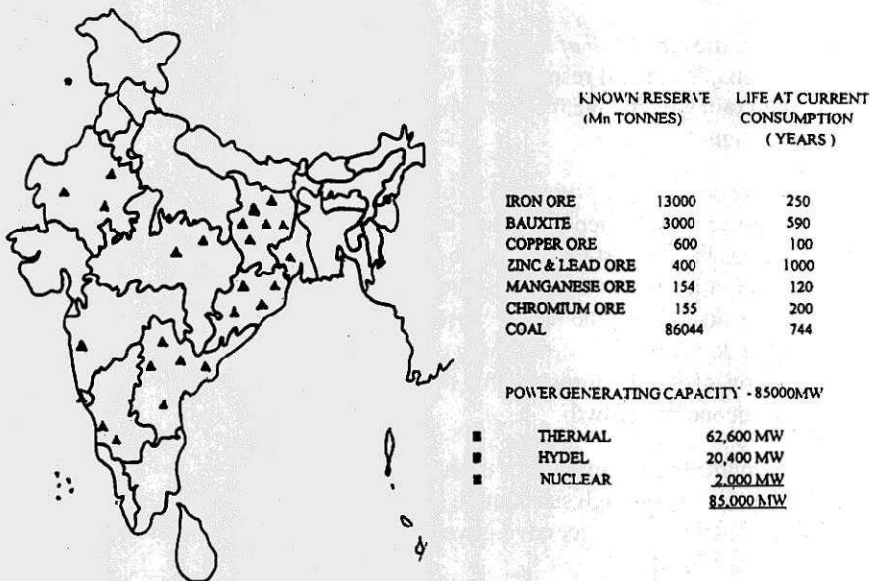 KNOWN RESERVE LIFE AT CURRENT
(Mn TONNES) CONSUMPTION
( YEARS )
IRON ORE 13000 250
BAUXITE 3000 590
COPPER ORE 600 100
ZINC & LEAD ORE 400 1000
MANGANESE ORE 154 120
CHROMIUM ORE 155 200
COAL 86044 744
POWER GENERATING CAPACITY - 85000MW
THERMAL 62,600 MW
HYDEL 20,400 MW
NUCLEAR 2,000 MW
85,000 MW